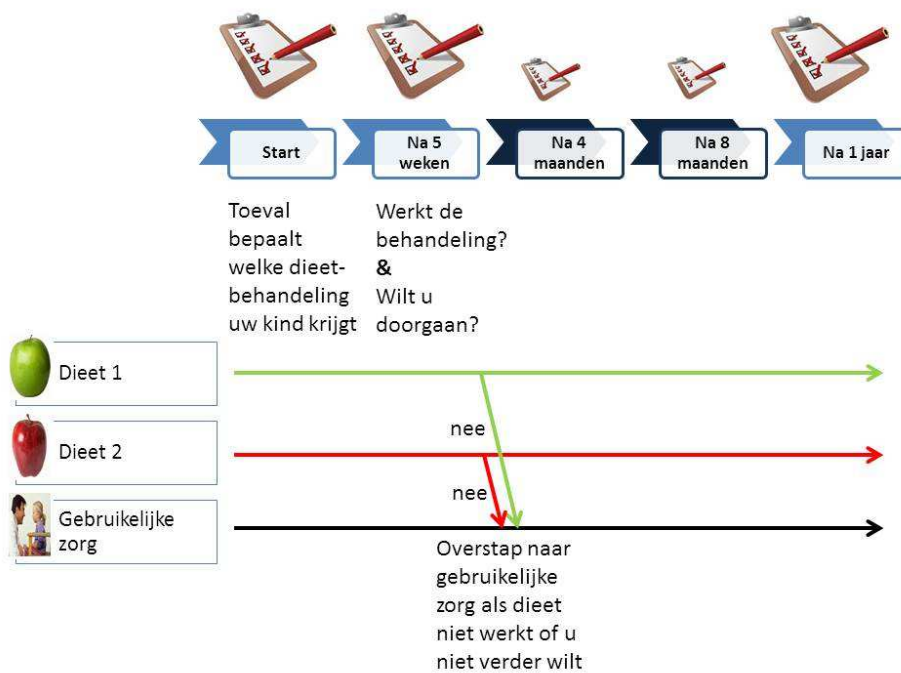 Start
Na 5
weken
Na 4
maanden
Na 8
maanden
Na 1 jaar
Toeval
bepaalt
welke dieet-
behandeling
uw kind krijgt
Werkt de
behandeling?
&
Wilt u
doorgaan?
Dieet 1
nee
Dieet 2
nee
Gebruikelijke
zorg
Overstap naar
gebruikelijke
zorg als dieet
niet werkt of u
niet verder wilt